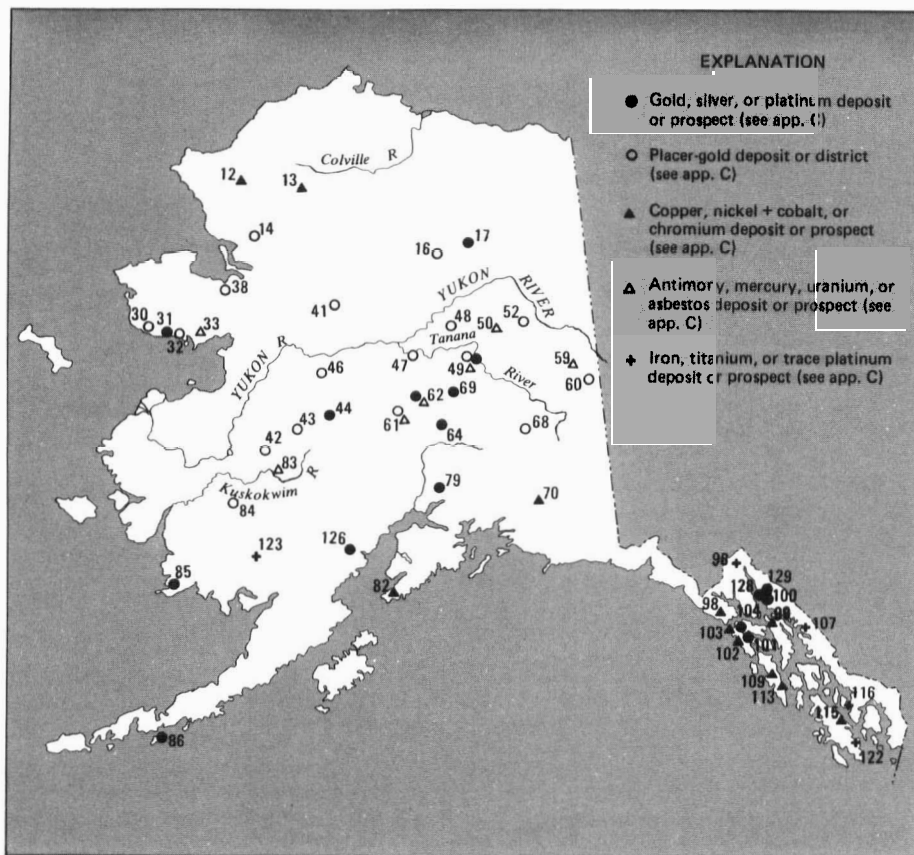 EXPLANATION
Gold, silver, or platinum deposit
or prospect (see app. C)
Placer-gold deposit or district
(see app. C)
Copper, nickel + cobalt, or
chromium deposit or prospect
(see app. C)
Antimony, mercury, uranium, or
asbestos deposit or prospect (see
app. C)
Iron, titanium, or trace platinum
deposit or prospect (see app. C)
Colville R
12
13
14
16
17
38
YUKON RIVER
41
30
31
32
33
48
50
52
Tanana River
47
49
59
60
YUKON R
46
62
69
61
64
68
44
43
42
83
Kuskokwim R
84
79
70
123
126
85
82
86
98
128
129
100
104
107
103
101
102
109
113
116
115
122